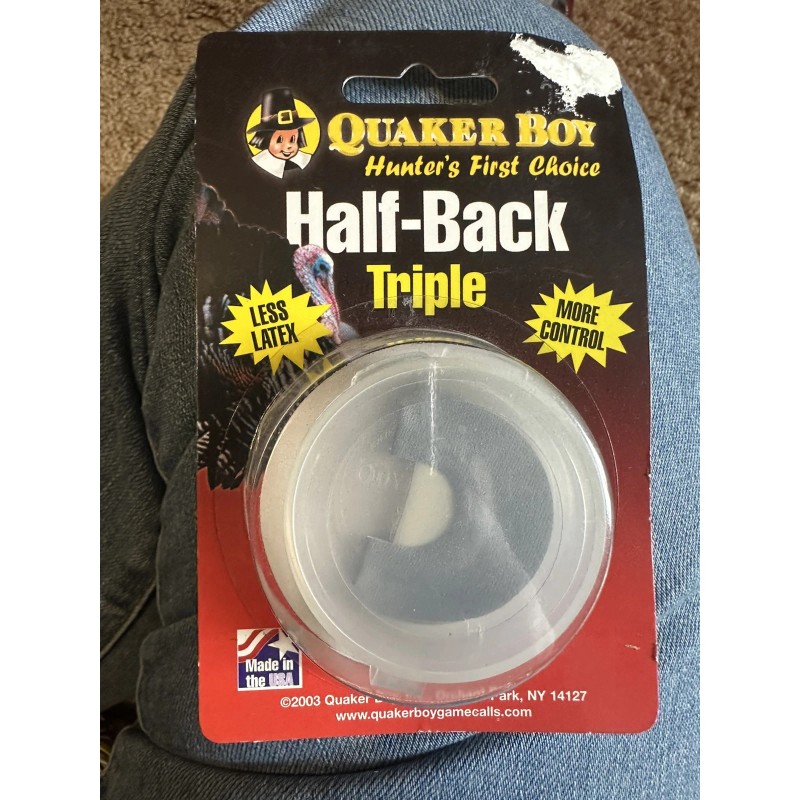 QUAKER BOY
Hunter's First Choice
Half-Back
Triple
LESS
LATEX
MORE
CONTROL
Made in
the USA
©2003 Quaker Park, NY 14127
www.quakerboygamecalls.com